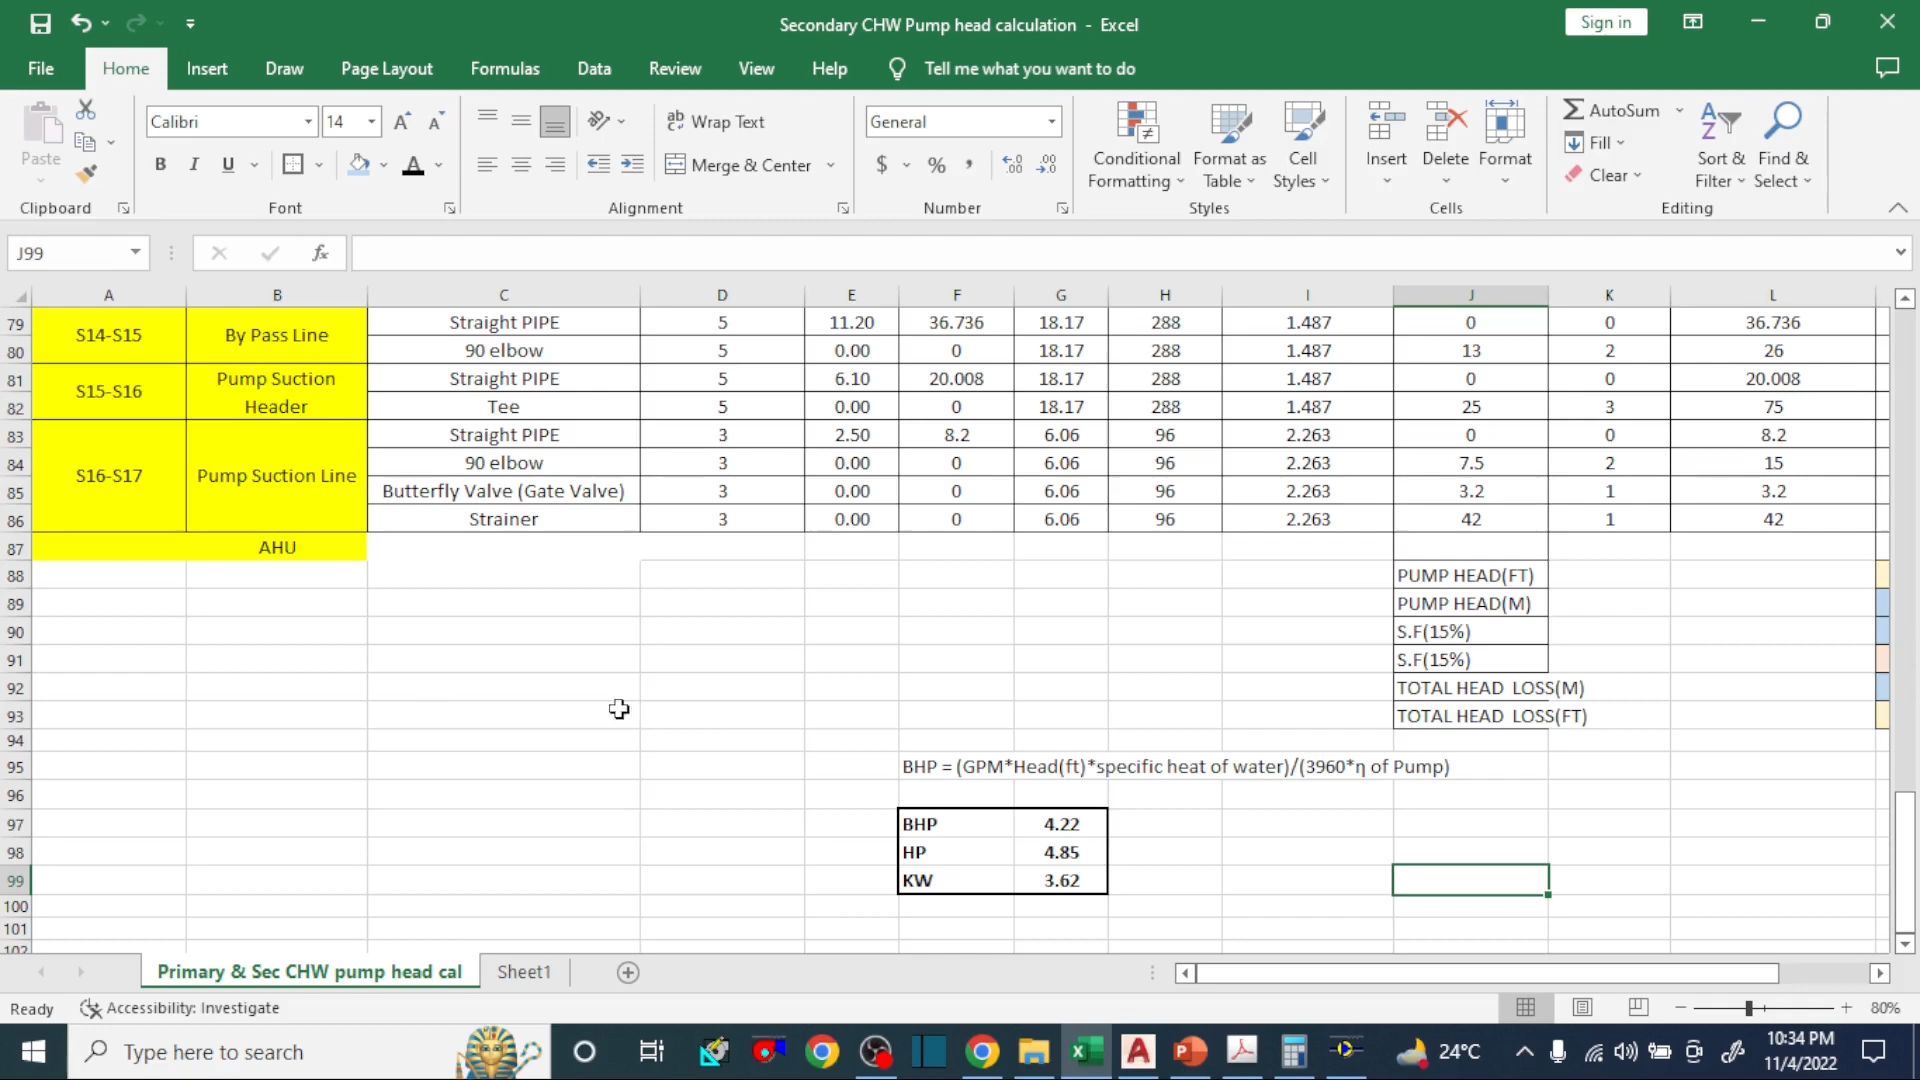 Secondary CHW Pump head calculation - Excel
Sign in
File Home Insert Draw Page Layout Formulas Data Review View Help Tell me what you want to do
Paste
Clipboard
Calibri 14
B I U
Font
Wrap Text
Merge & Center
Alignment
General
$ % ,
Number
Conditional Formatting
Format as Table
Cell Styles
Styles
Insert Delete Format
Cells
AutoSum
Fill
Clear
Sort & Filter
Find & Select
Editing
J99 fx
A B C D E F G H I J K L
79 S14-S15 By Pass Line Straight PIPE 5 11.20 36.736 18.17 288 1.487 0 0 36.736
80 90 elbow 5 0.00 0 18.17 288 1.487 13 2 26
81 S15-S16 Pump Suction Header Straight PIPE 5 6.10 20.008 18.17 288 1.487 0 0 20.008
82 Tee 5 0.00 0 18.17 288 1.487 25 3 75
83 S16-S17 Pump Suction Line Straight PIPE 3 2.50 8.2 6.06 96 2.263 0 0 8.2
84 90 elbow 3 0.00 0 6.06 96 2.263 7.5 2 15
85 Butterfly Valve (Gate Valve) 3 0.00 0 6.06 96 2.263 3.2 1 3.2
86 Strainer 3 0.00 0 6.06 96 2.263 42 1 42
87 AHU
88 PUMP HEAD(FT)
89 PUMP HEAD(M)
90 S.F(15%)
91 S.F(15%)
92 TOTAL HEAD LOSS(M)
93 TOTAL HEAD LOSS(FT)
94
95 BHP = (GPM*Head(ft)*specific heat of water)/(3960*η of Pump)
96
97 BHP 4.22
98 HP 4.85
99 KW 3.62
100
101
102
Primary & Sec CHW pump head cal Sheet1
Ready Accessibility: Investigate 80%
Type here to search
24°C
10:34 PM
11/4/2022